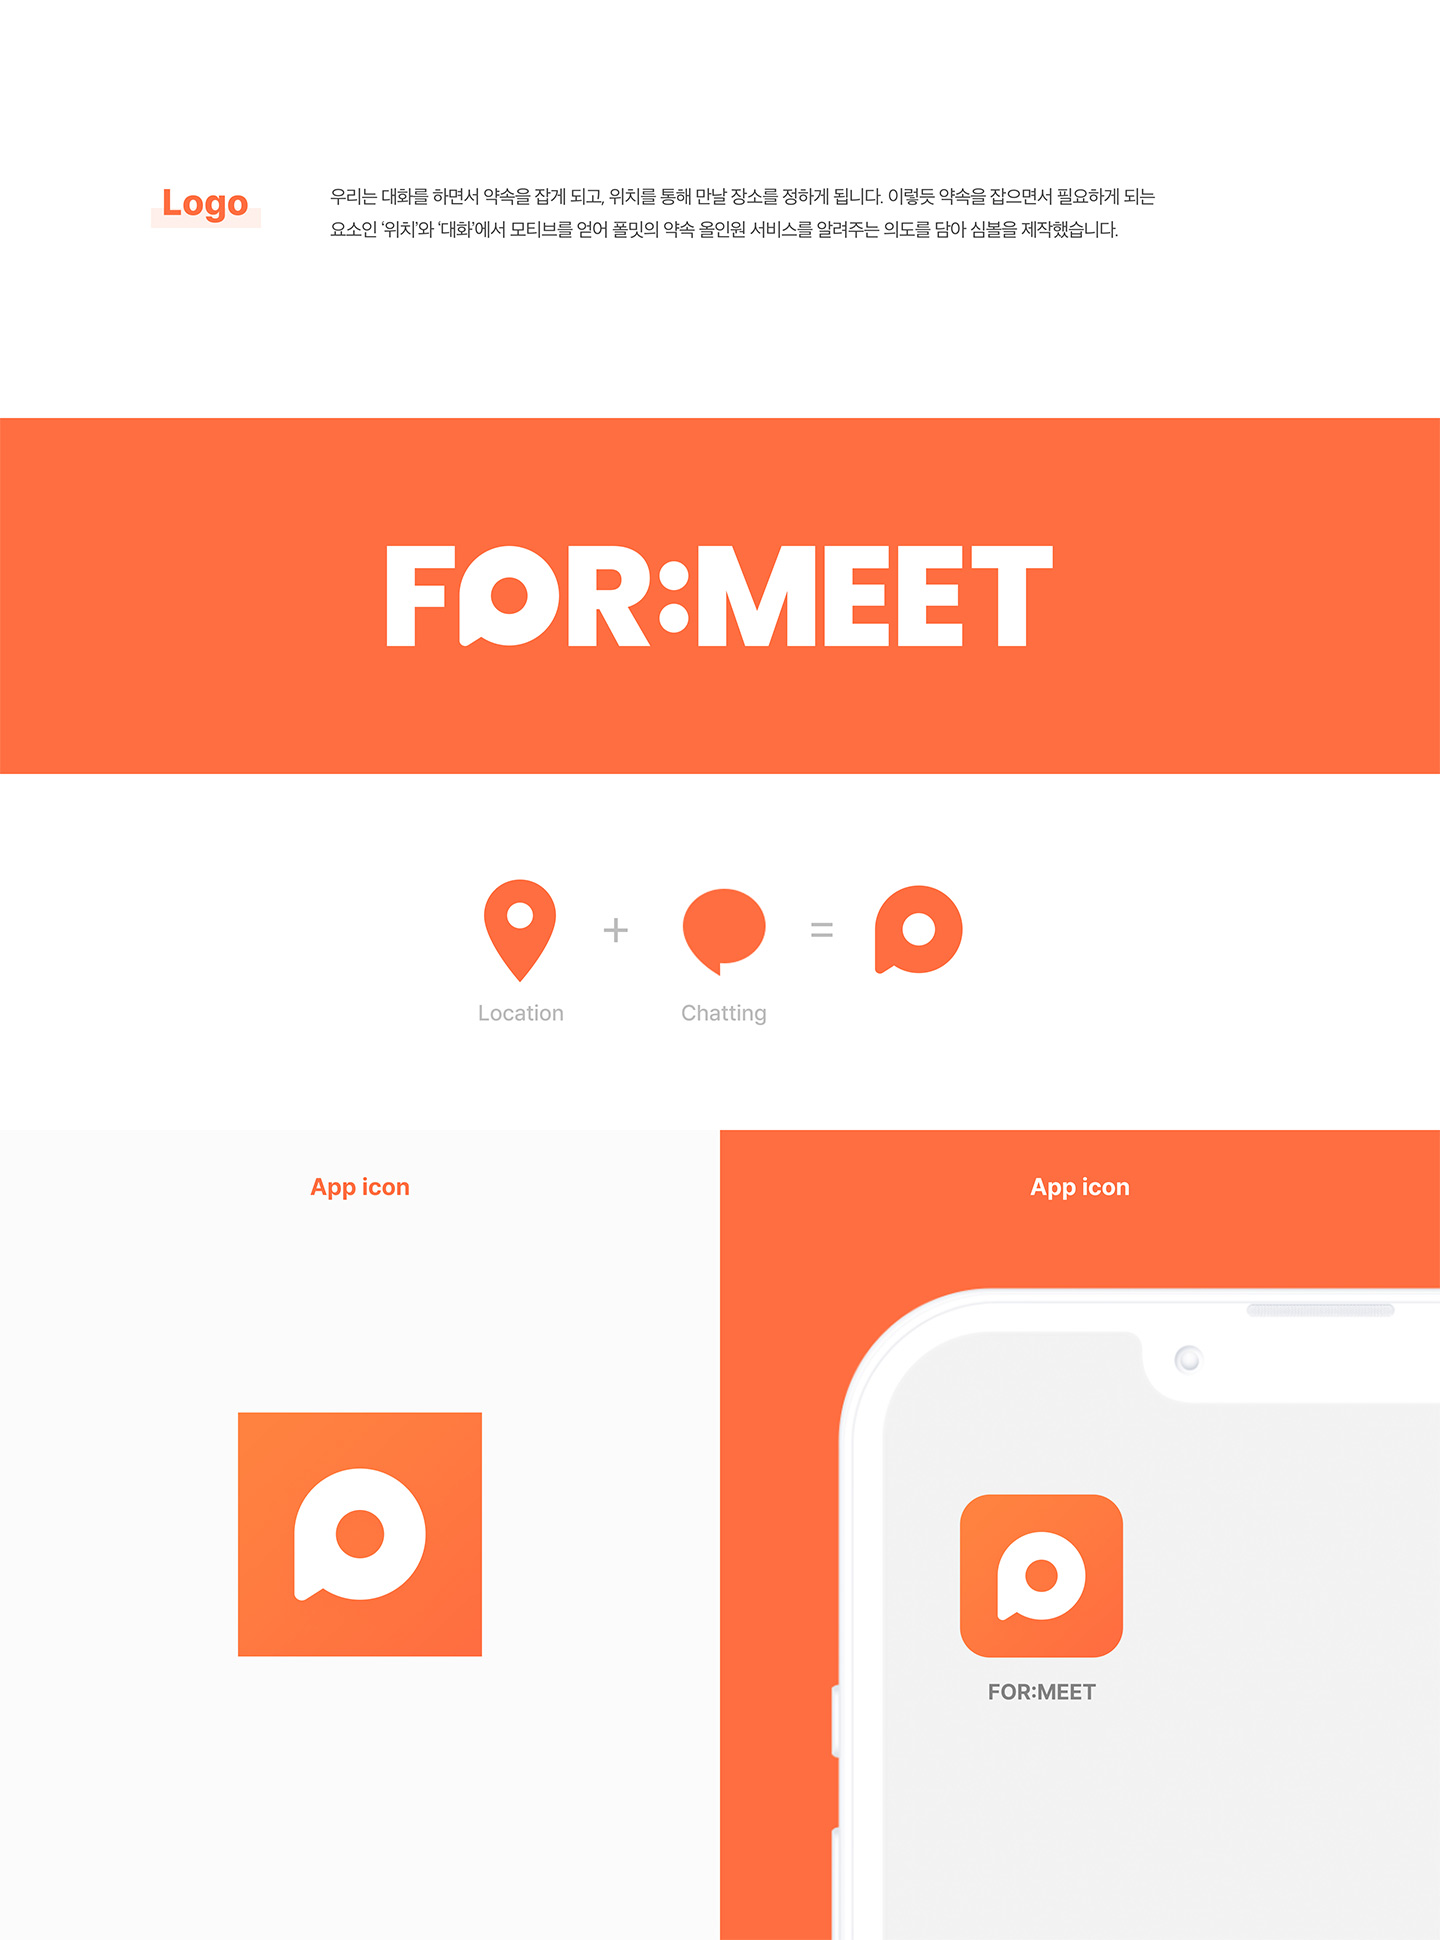 Logo
우리는 대화를 하면서 약속을 잡게 되고, 위치를 통해 만날 장소를 정하게 됩니다. 이렇듯 약속을 잡으면서 필요하게 되는
요소인 ‘위치’와 ‘대화’에서 모티브를 얻어 폴밋의 약속 올인원 서비스를 알려주는 의도를 담아 심볼을 제작했습니다.
FOR:MEET
+ =
Location
Chatting
App icon
App icon
FOR:MEET